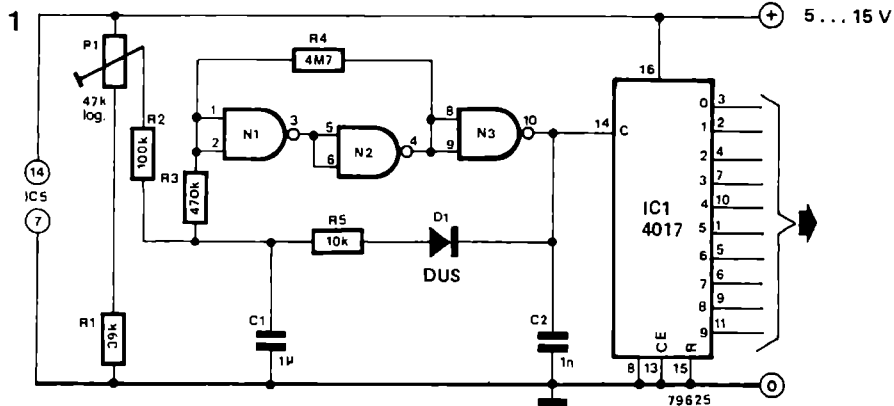 1
+ 5 ... 15 V
P1
47k
log.
R2
100k
R3
470k
R4
4M7
1
2
N1
3
5
6
N2
4
8
9
N3
10
14
C
16
IC1
4017
0 3
1 2
2 4
3 7
4 10
5 1
6 5
7 6
8 9
9 11
14
IC5
7
R5
10k
D1
DUS
R1
39k
C1
1µ
C2
1n
CE
R
8
13
15
79625
0